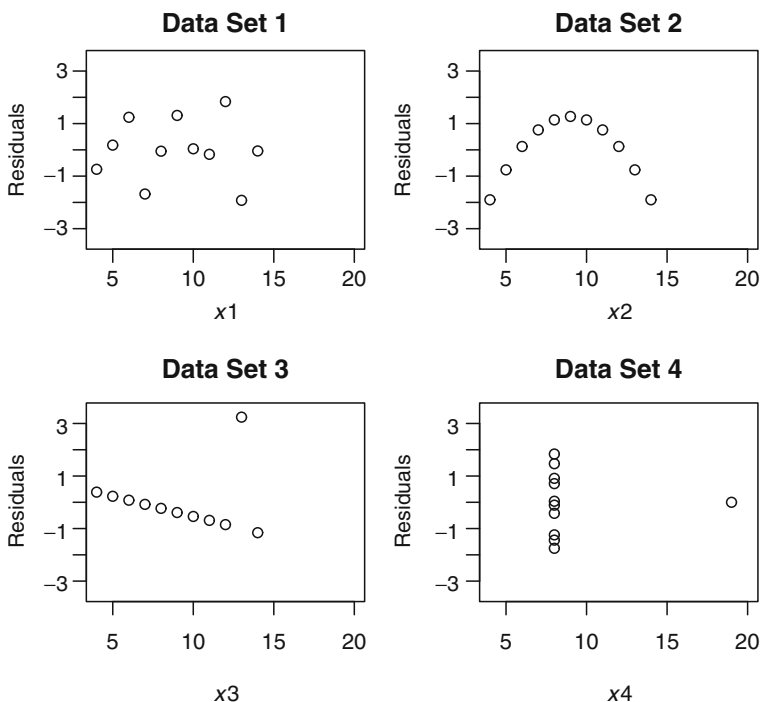 Data Set 1
Residuals
3
1
−1
−3
5 10 15 20
x1
Data Set 2
Residuals
3
1
−1
−3
5 10 15 20
x2
Data Set 3
Residuals
3
1
−1
−3
5 10 15 20
x3
Data Set 4
Residuals
3
1
−1
−3
5 10 15 20
x4